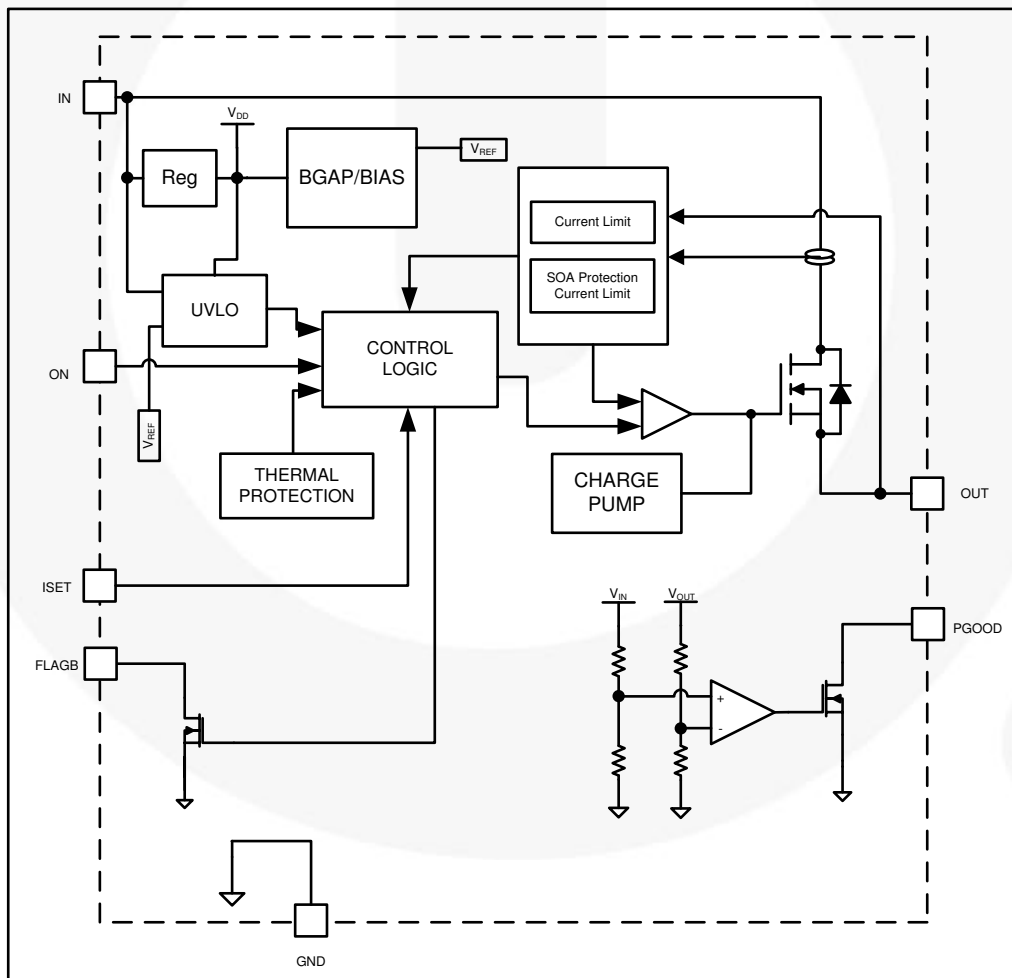 IN
V_DD
Reg
BGAP/BIAS
V_REF
Current Limit
SOA Protection
Current Limit
UVLO
CONTROL
LOGIC
ON
V_REF
THERMAL
PROTECTION
CHARGE
PUMP
OUT
ISET
V_IN
V_OUT
PGOOD
FLAGB
+
-
GND